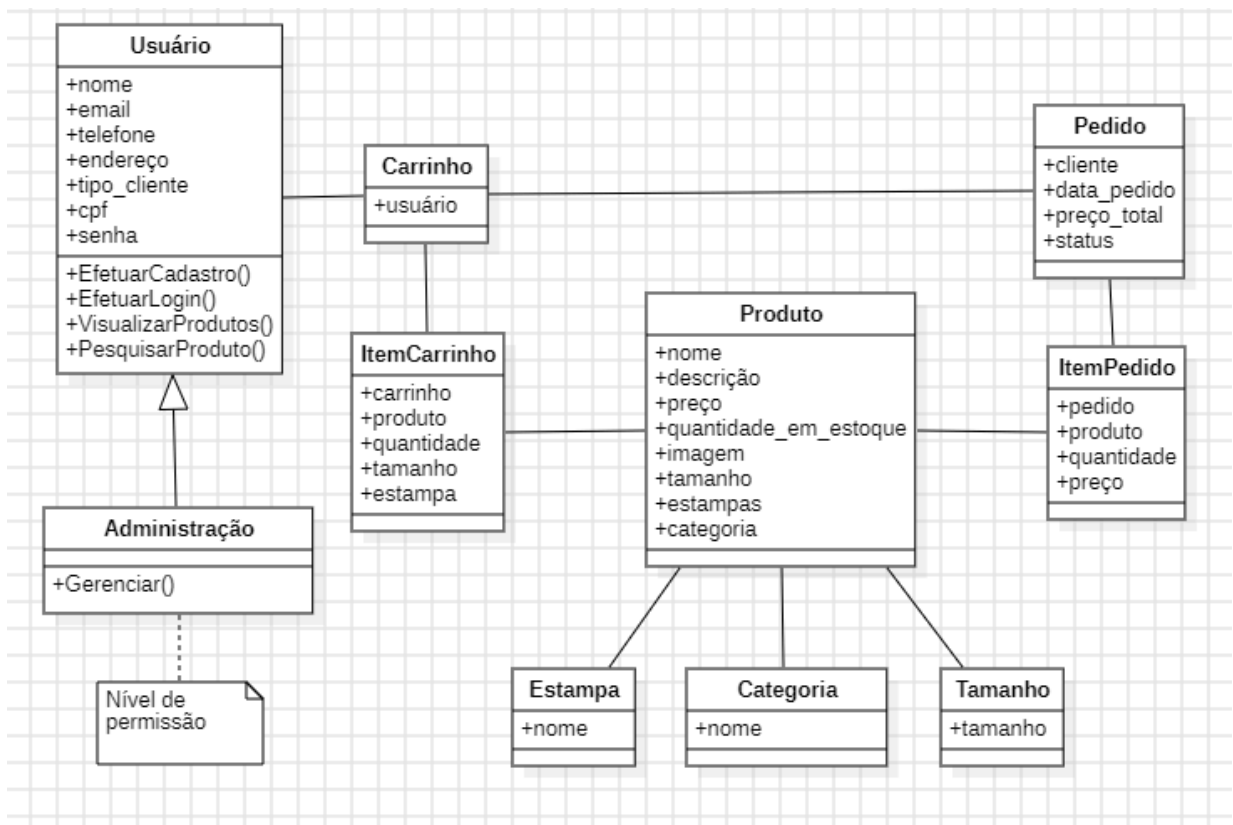 Usuário
+nome
+email
+telefone
+endereço
+tipo_cliente
+cpf
+senha
+EfetuarCadastro()
+EfetuarLogin()
+VisualizarProdutos()
+PesquisarProduto()
Carrinho
+usuário
Pedido
+cliente
+data_pedido
+preço_total
+status
ItemCarrinho
+carrinho
+produto
+quantidade
+tamanho
+estampa
Produto
+nome
+descrição
+preço
+quantidade_em_estoque
+imagem
+tamanho
+estampas
+categoria
ItemPedido
+pedido
+produto
+quantidade
+preço
Administração
+Gerenciar()
Nível de
permissão
Estampa
+nome
Categoria
+nome
Tamanho
+tamanho